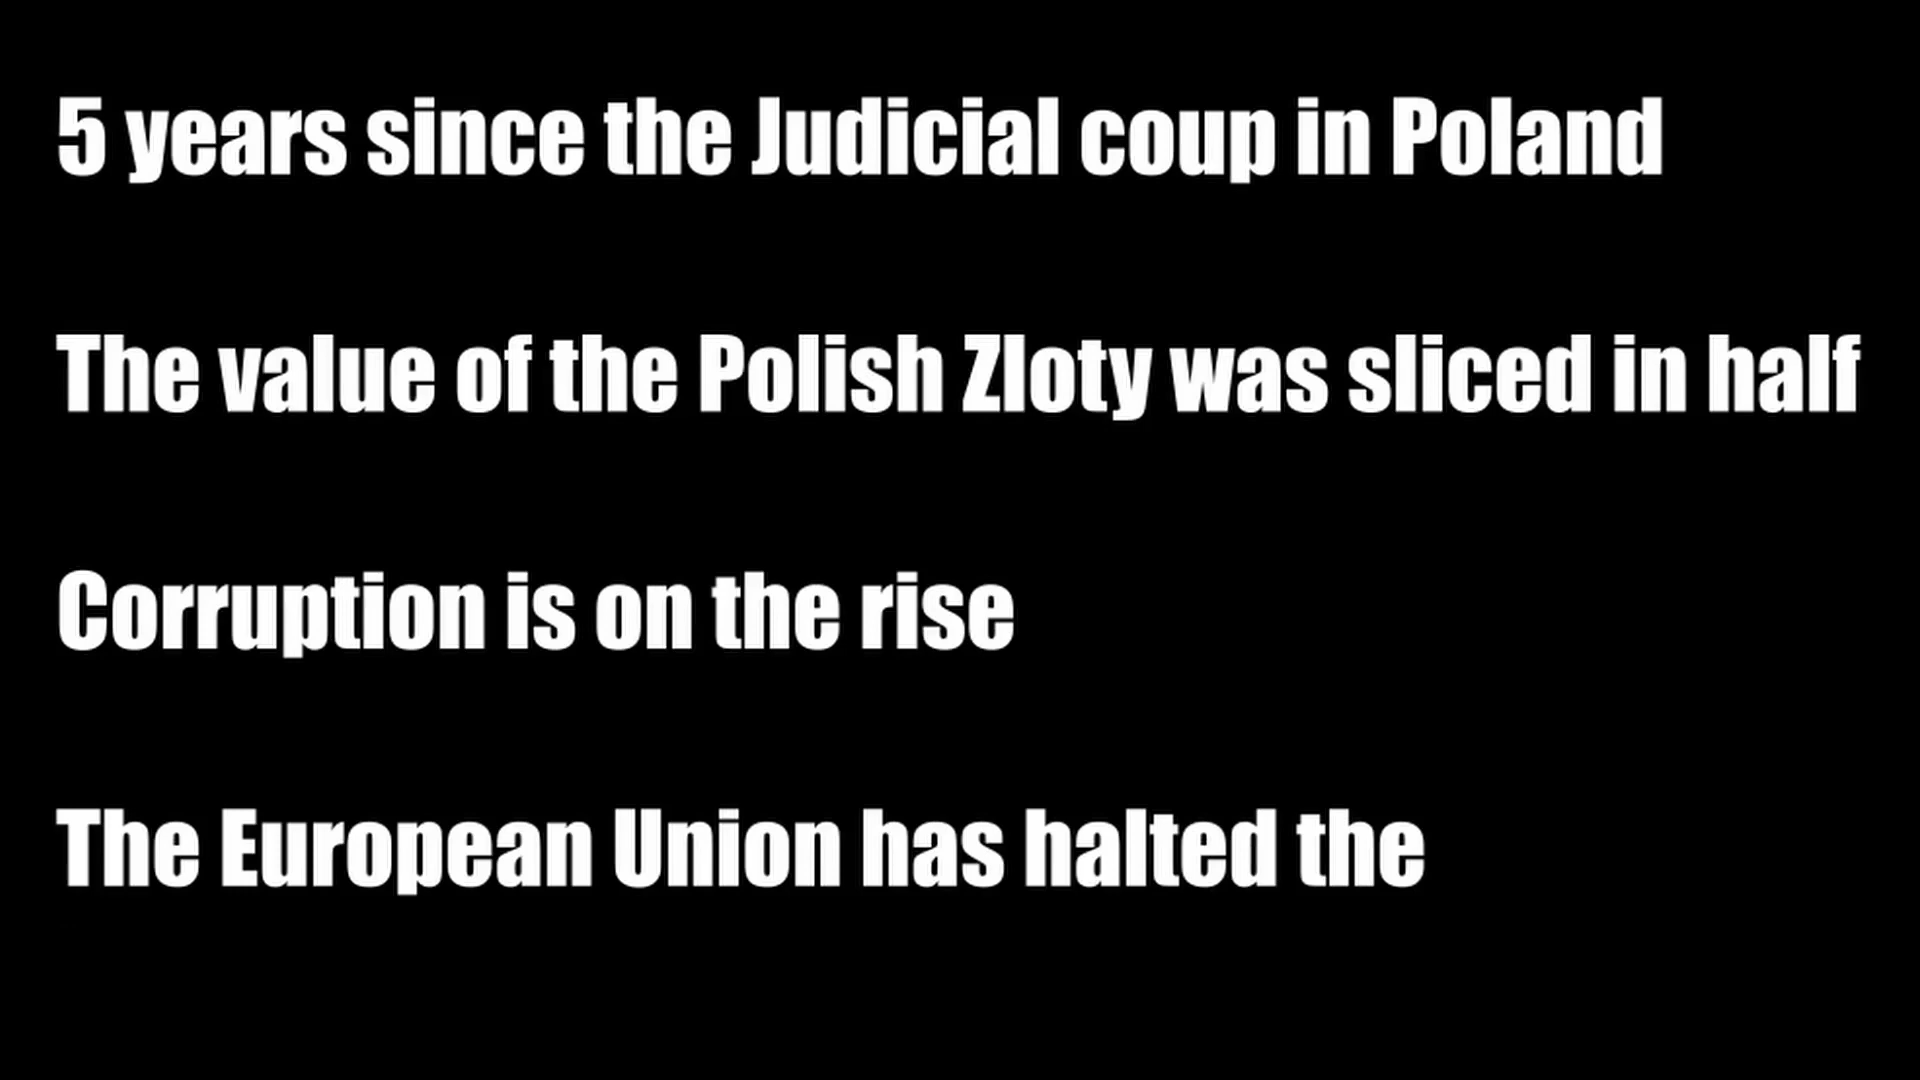 5 years since the Judicial coup in Poland
The value of the Polish Zloty was sliced in half
Corruption is on the rise
The European Union has halted the